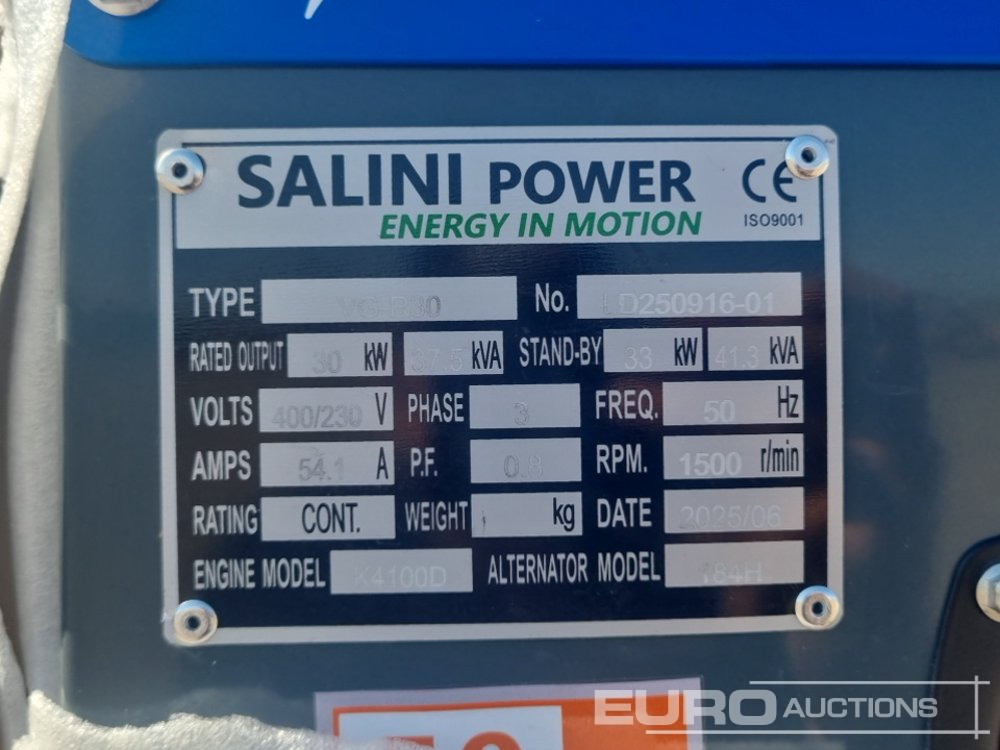 SALINI POWER CE
ENERGY IN MOTION ISO9001
TYPE VG-R30 No. LD250916-01
RATED OUTPUT 30 kW 37.5 kVA STAND-BY 33 kW 41.3 kVA
VOLTS 400/230 V PHASE 3 FREQ. 50 Hz
AMPS 54.1 A P.F. 0.8 RPM. 1500 r/min
RATING CONT. WEIGHT kg DATE 2025/06
ENGINE MODEL K4100D ALTERNATOR MODEL 184H
EURO AUCTIONS